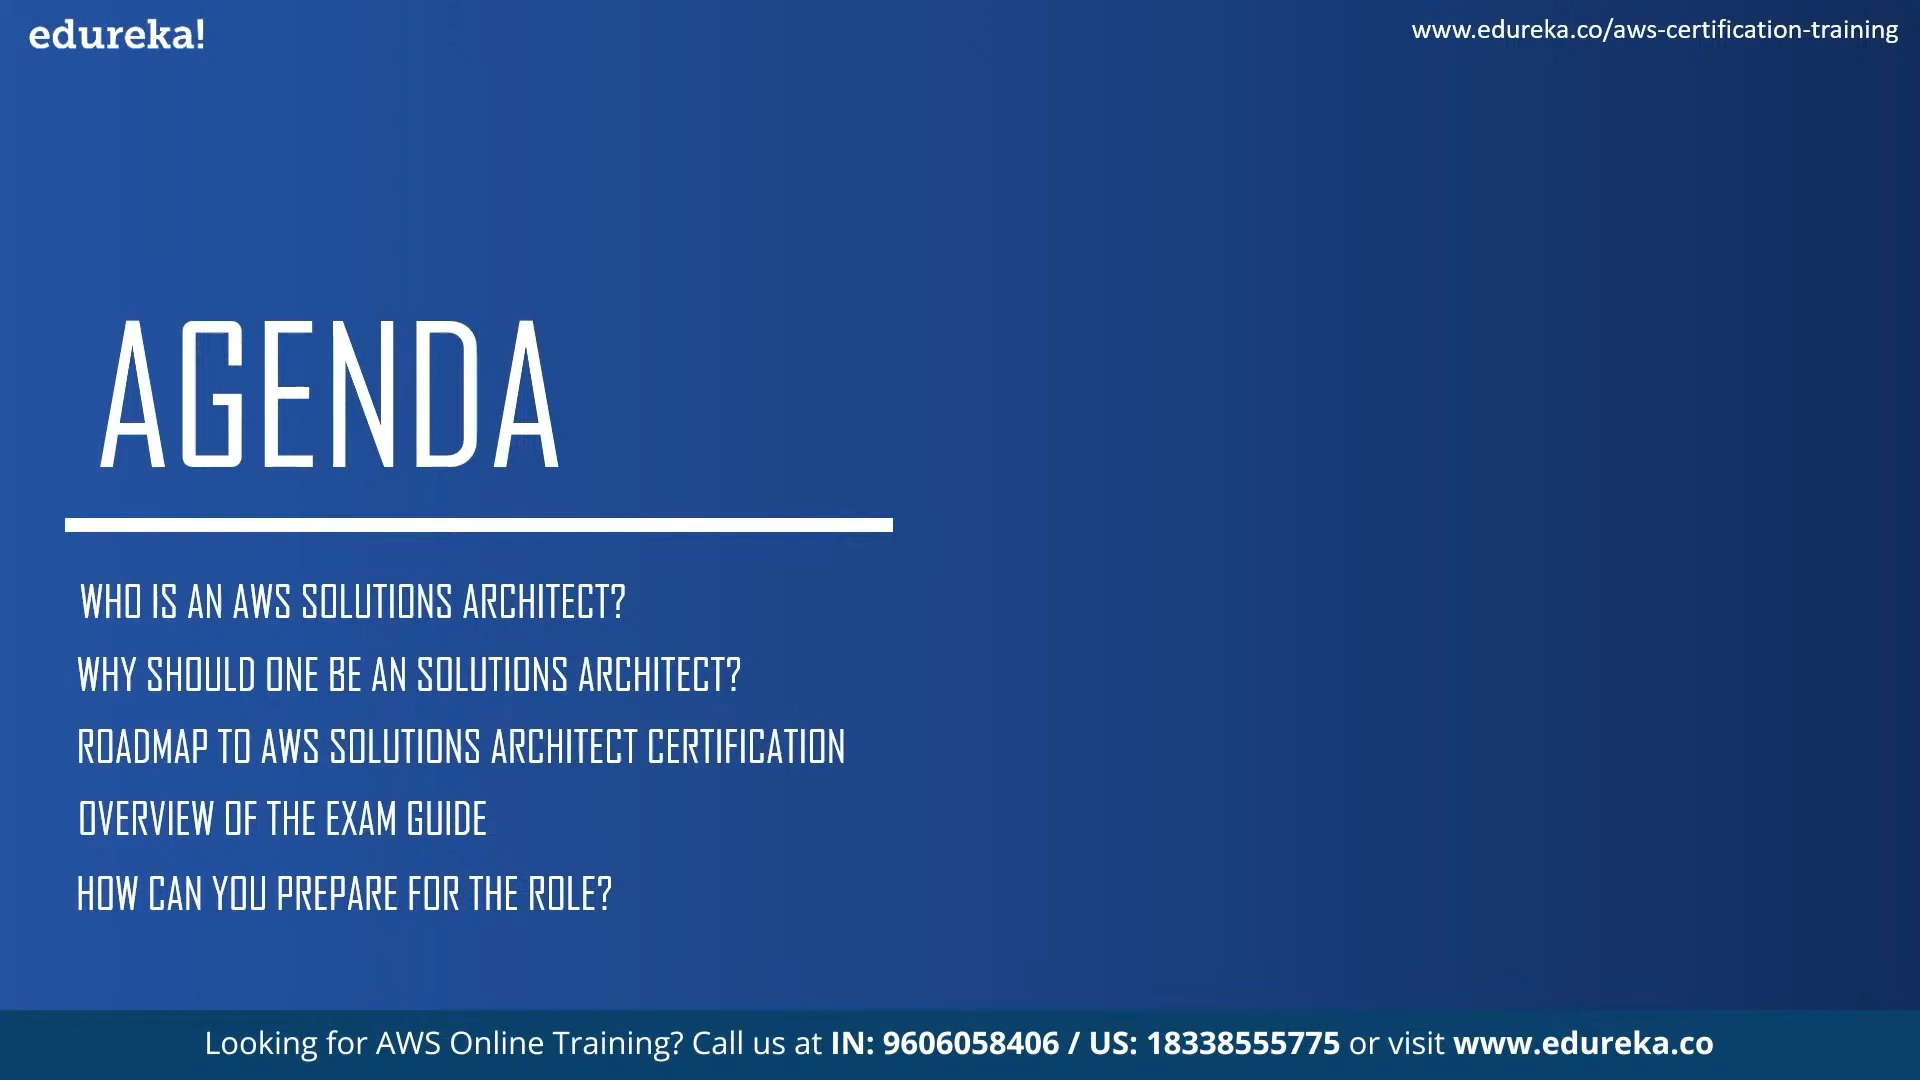 edureka!
www.edureka.co/aws-certification-training
AGENDA
WHO IS AN AWS SOLUTIONS ARCHITECT?
WHY SHOULD ONE BE AN SOLUTIONS ARCHITECT?
ROADMAP TO AWS SOLUTIONS ARCHITECT CERTIFICATION
OVERVIEW OF THE EXAM GUIDE
HOW CAN YOU PREPARE FOR THE ROLE?
Looking for AWS Online Training? Call us at IN: 9606058406 / US: 18338555775 or visit www.edureka.co